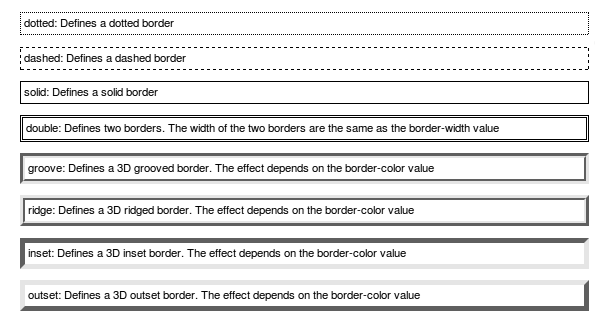 dotted: Defines a dotted border
dashed: Defines a dashed border
solid: Defines a solid border
double: Defines two borders. The width of the two borders are the same as the border-width value
groove: Defines a 3D grooved border. The effect depends on the border-color value
ridge: Defines a 3D ridged border. The effect depends on the border-color value
inset: Defines a 3D inset border. The effect depends on the border-color value
outset: Defines a 3D outset border. The effect depends on the border-color value